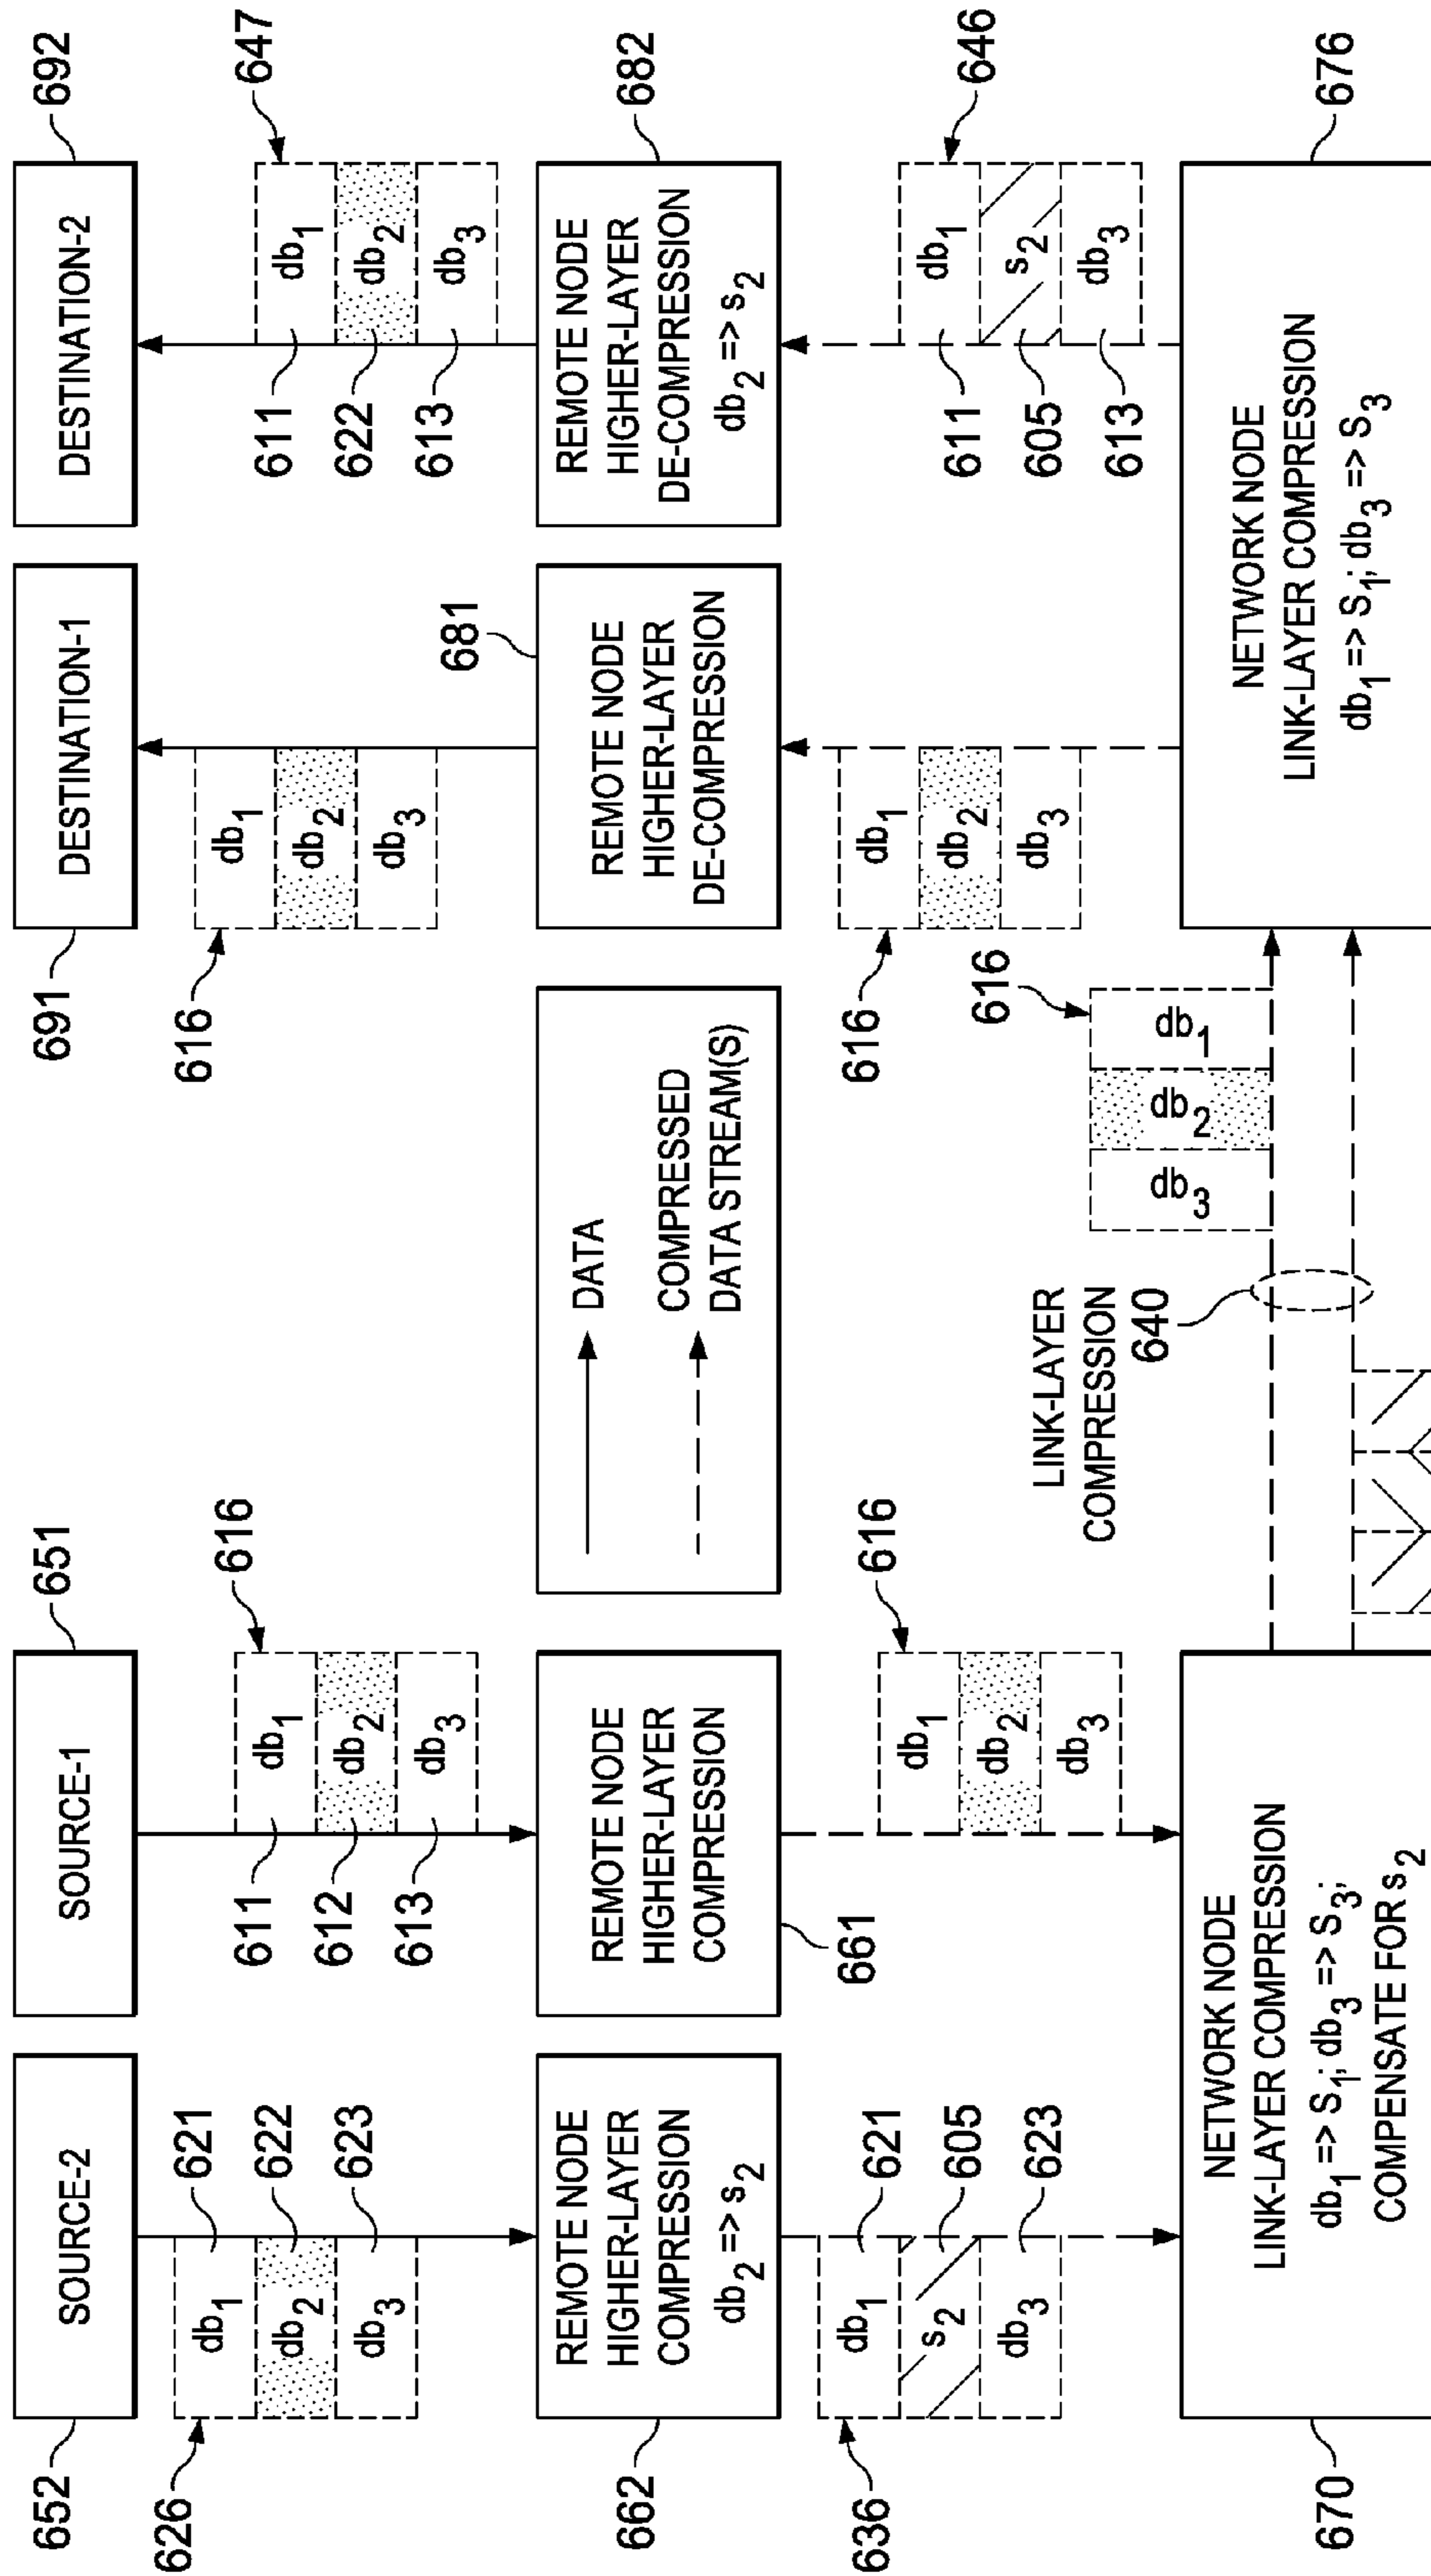 652
SOURCE-2
SOURCE-1
651
691
DESTINATION-1
DESTINATION-2
692
626
db1
db2
db3
621
622
623
611
612
613
db1
db2
db3
616
616
db1
db2
db3
611
622
613
db1
db2
db3
647
662
REMOTE NODE
HIGHER-LAYER
COMPRESSION
db2 => s2
REMOTE NODE
HIGHER-LAYER
COMPRESSION
661
DATA
COMPRESSED
DATA STREAM(S)
REMOTE NODE
HIGHER-LAYER
DE-COMPRESSION
681
REMOTE NODE
HIGHER-LAYER
DE-COMPRESSION
db2 => s2
682
636
db1
s2
db3
621
605
623
db1
db2
db3
616
LINK-LAYER
COMPRESSION
640
616
db3
db2
db1
616
db1
db2
db3
611
605
613
db1
s2
db3
646
670
NETWORK NODE
LINK-LAYER COMPRESSION
db1 => S1; db3 => S3;
COMPENSATE FOR s2
NETWORK NODE
LINK-LAYER COMPRESSION
db1 => S1; db3 => S3
676